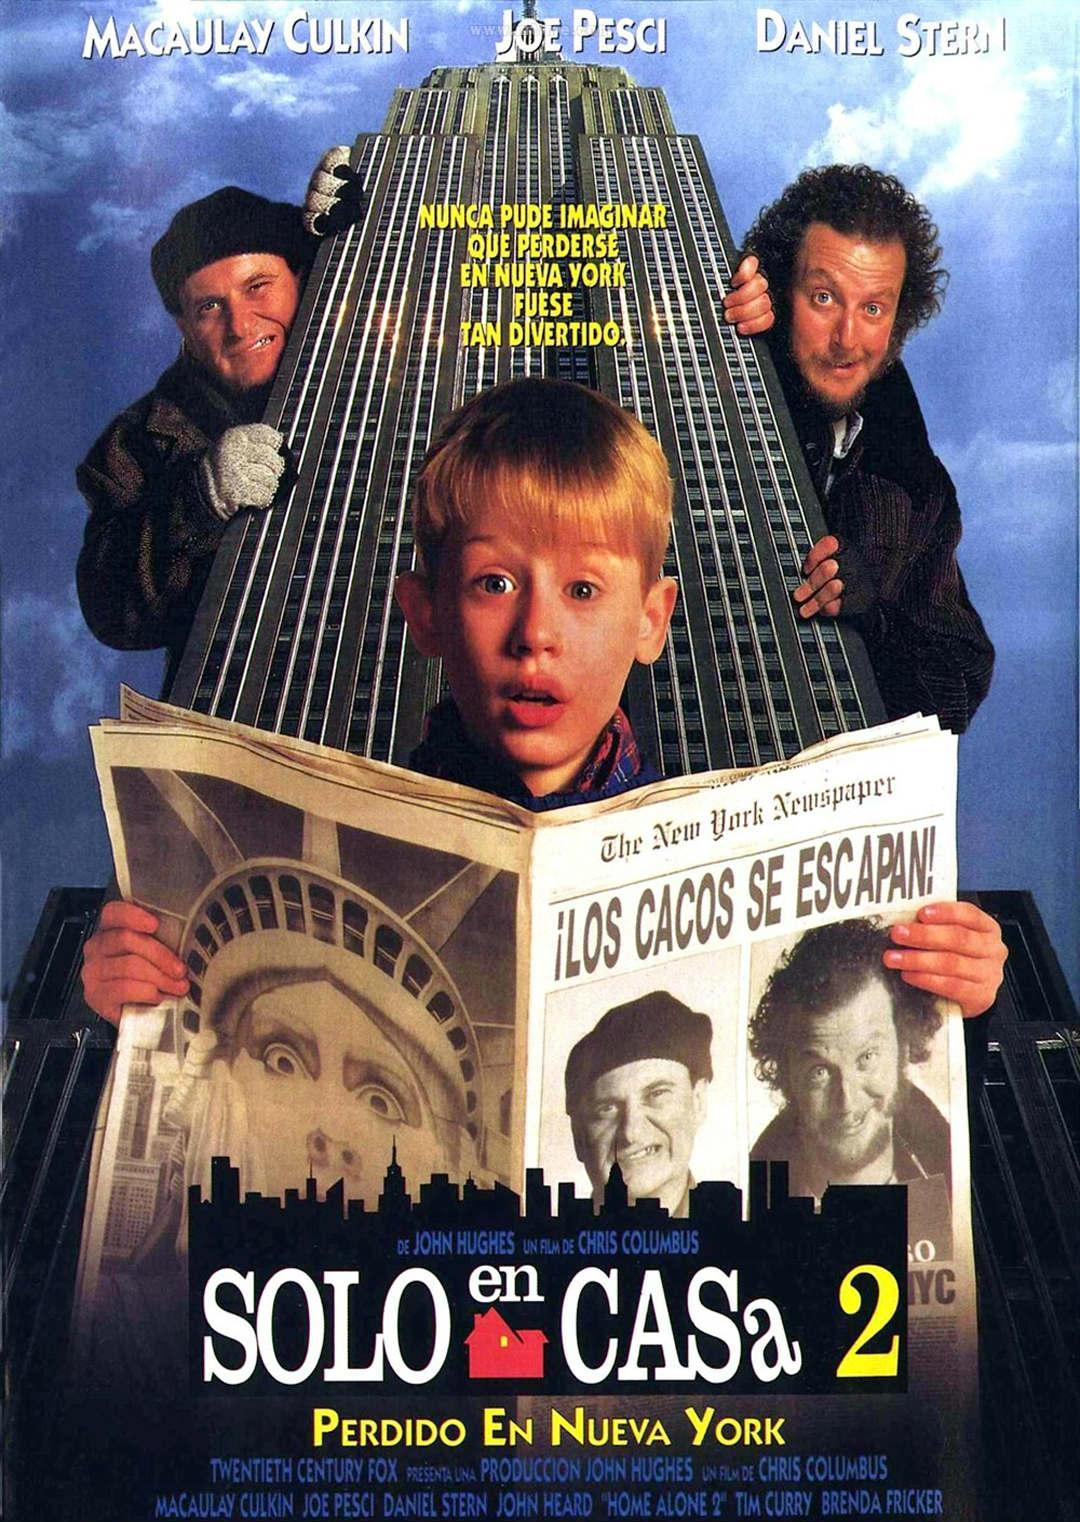 MACAULAY CULKIN JOE PESCI DANIEL STERN
NUNCA PUDE IMAGINAR
QUE PERDERSE
EN NUEVA YORK
FUESE
TAN DIVERTIDO.
The New York Newspaper
¡LOS CACOS SE ESCAPAN!
NYC
DE JOHN HUGHES UN FILM DE CHRIS COLUMBUS
SOLO en CASa 2
PERDIDO EN NUEVA YORK
TWENTIETH CENTURY FOX PRESENTA UNA PRODUCCION JOHN HUGHES UN FILM DE CHRIS COLUMBUS
MACAULAY CULKIN JOE PESCI DANIEL STERN JOHN HEARD "HOME ALONE 2" TIM CURRY BRENDA FRICKER